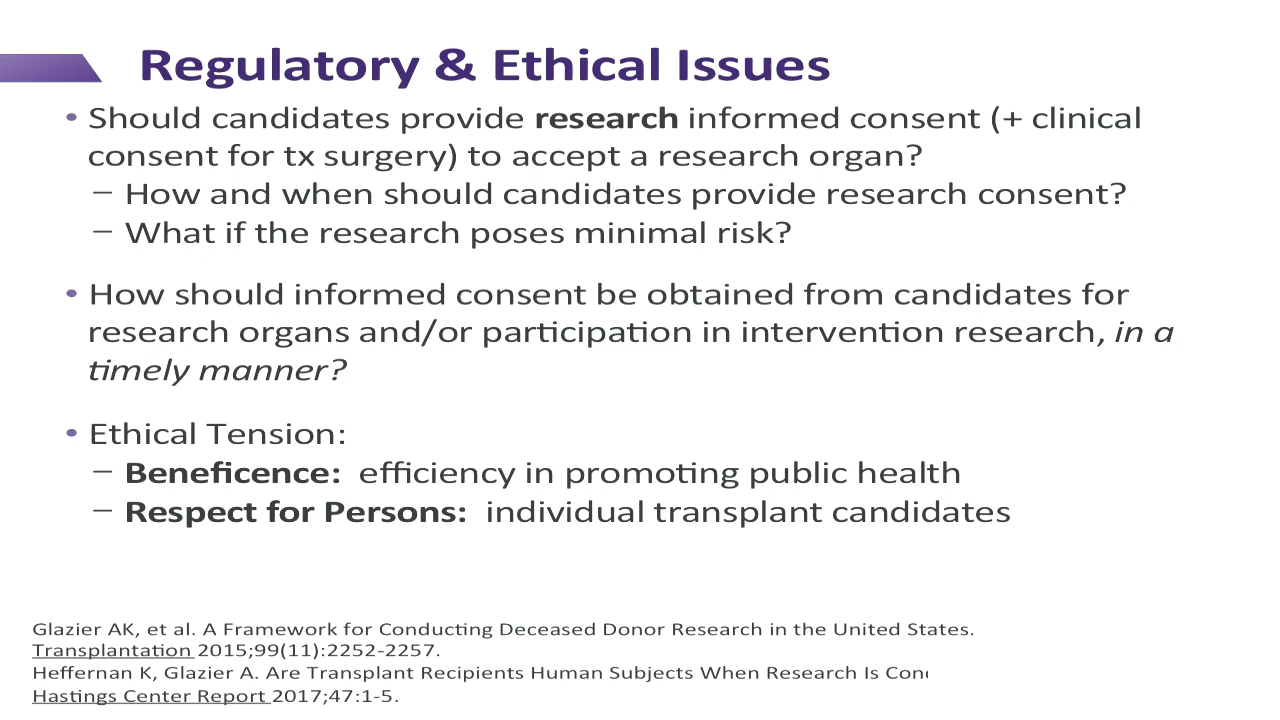 Regulatory & Ethical Issues
• Should candidates provide research informed consent (+ clinical
consent for tx surgery) to accept a research organ?
– How and when should candidates provide research consent?
– What if the research poses minimal risk?
• How should informed consent be obtained from candidates for
research organs and/or participation in intervention research, in a
timely manner?
• Ethical Tension:
– Beneficence: efficiency in promoting public health
– Respect for Persons: individual transplant candidates
Glazier AK, et al. A Framework for Conducting Deceased Donor Research in the United States.
Transplantation 2015;99(11):2252-2257.
Heffernan K, Glazier A. Are Transplant Recipients Human Subjects When Research Is
Hastings Center Report 2017;47:1-5.